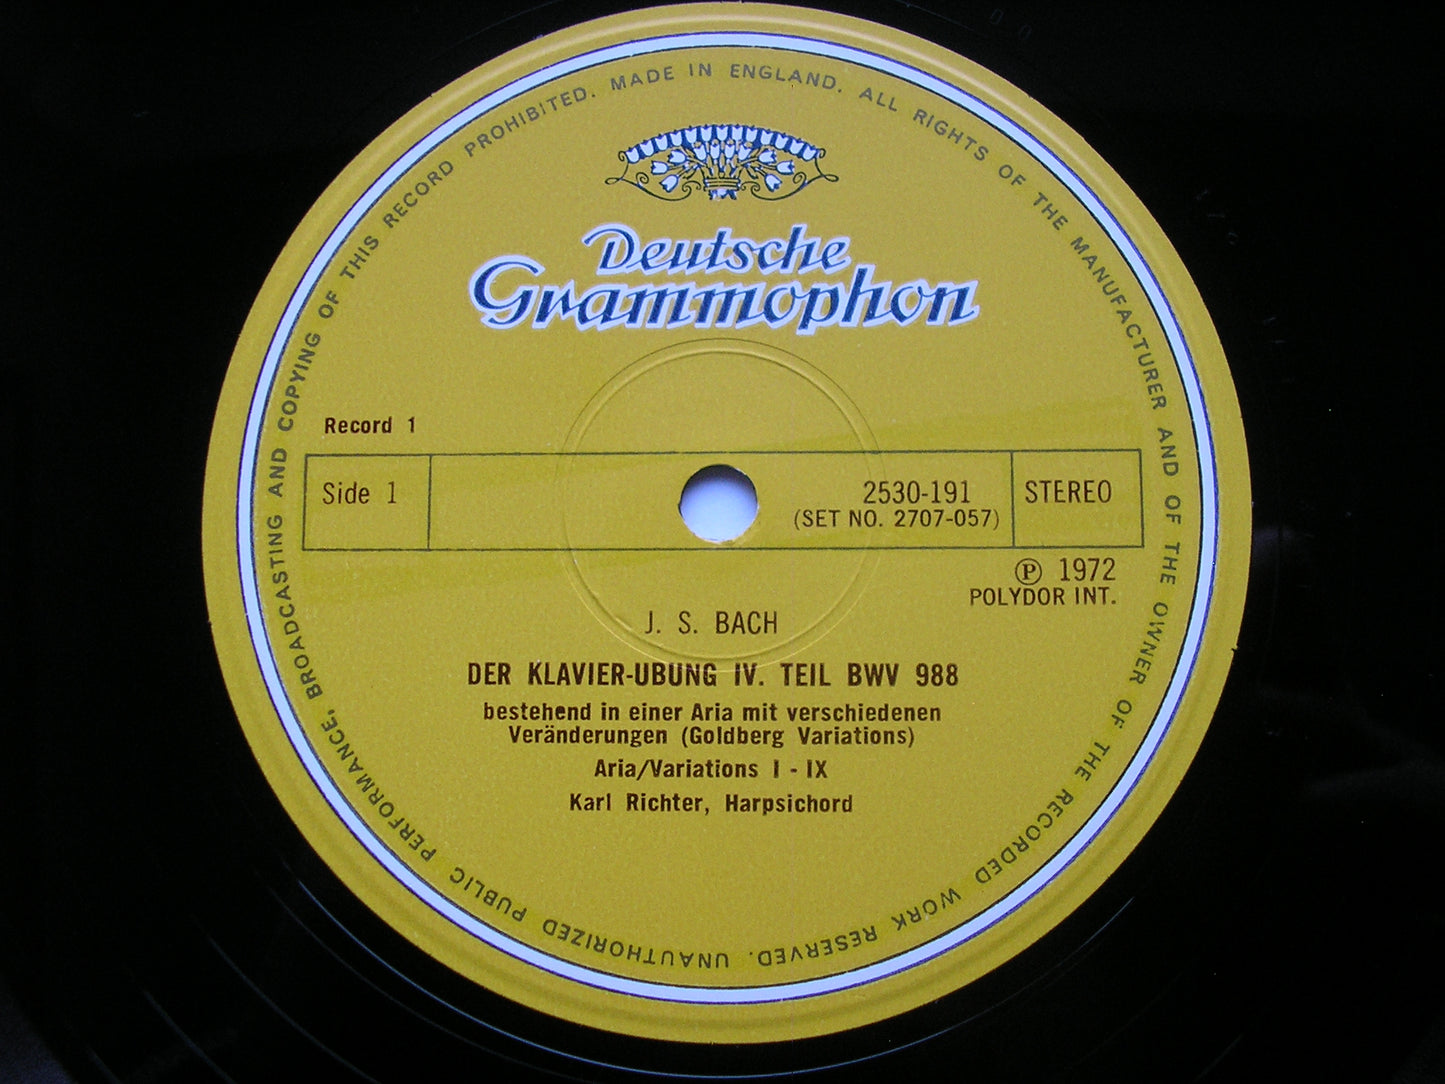 UNAUTHORIZED PUBLIC PERFORMANCE, BROADCASTING AND COPYING OF THIS RECORD PROHIBITED. MADE IN ENGLAND. ALL RIGHTS OF THE MANUFACTURER AND OF THE OWNER OF THE RECORDED WORK RESERVED.
Deutsche
Grammophon
Record 1
Side 1
2530-191
(SET NO. 2707-057)
STEREO
℗ 1972
POLYDOR INT.
J. S. BACH
DER KLAVIER-UBUNG IV. TEIL BWV 988
bestehend in einer Aria mit verschiedenen
Veränderungen (Goldberg Variations)
Aria/Variations I - IX
Karl Richter, Harpsichord